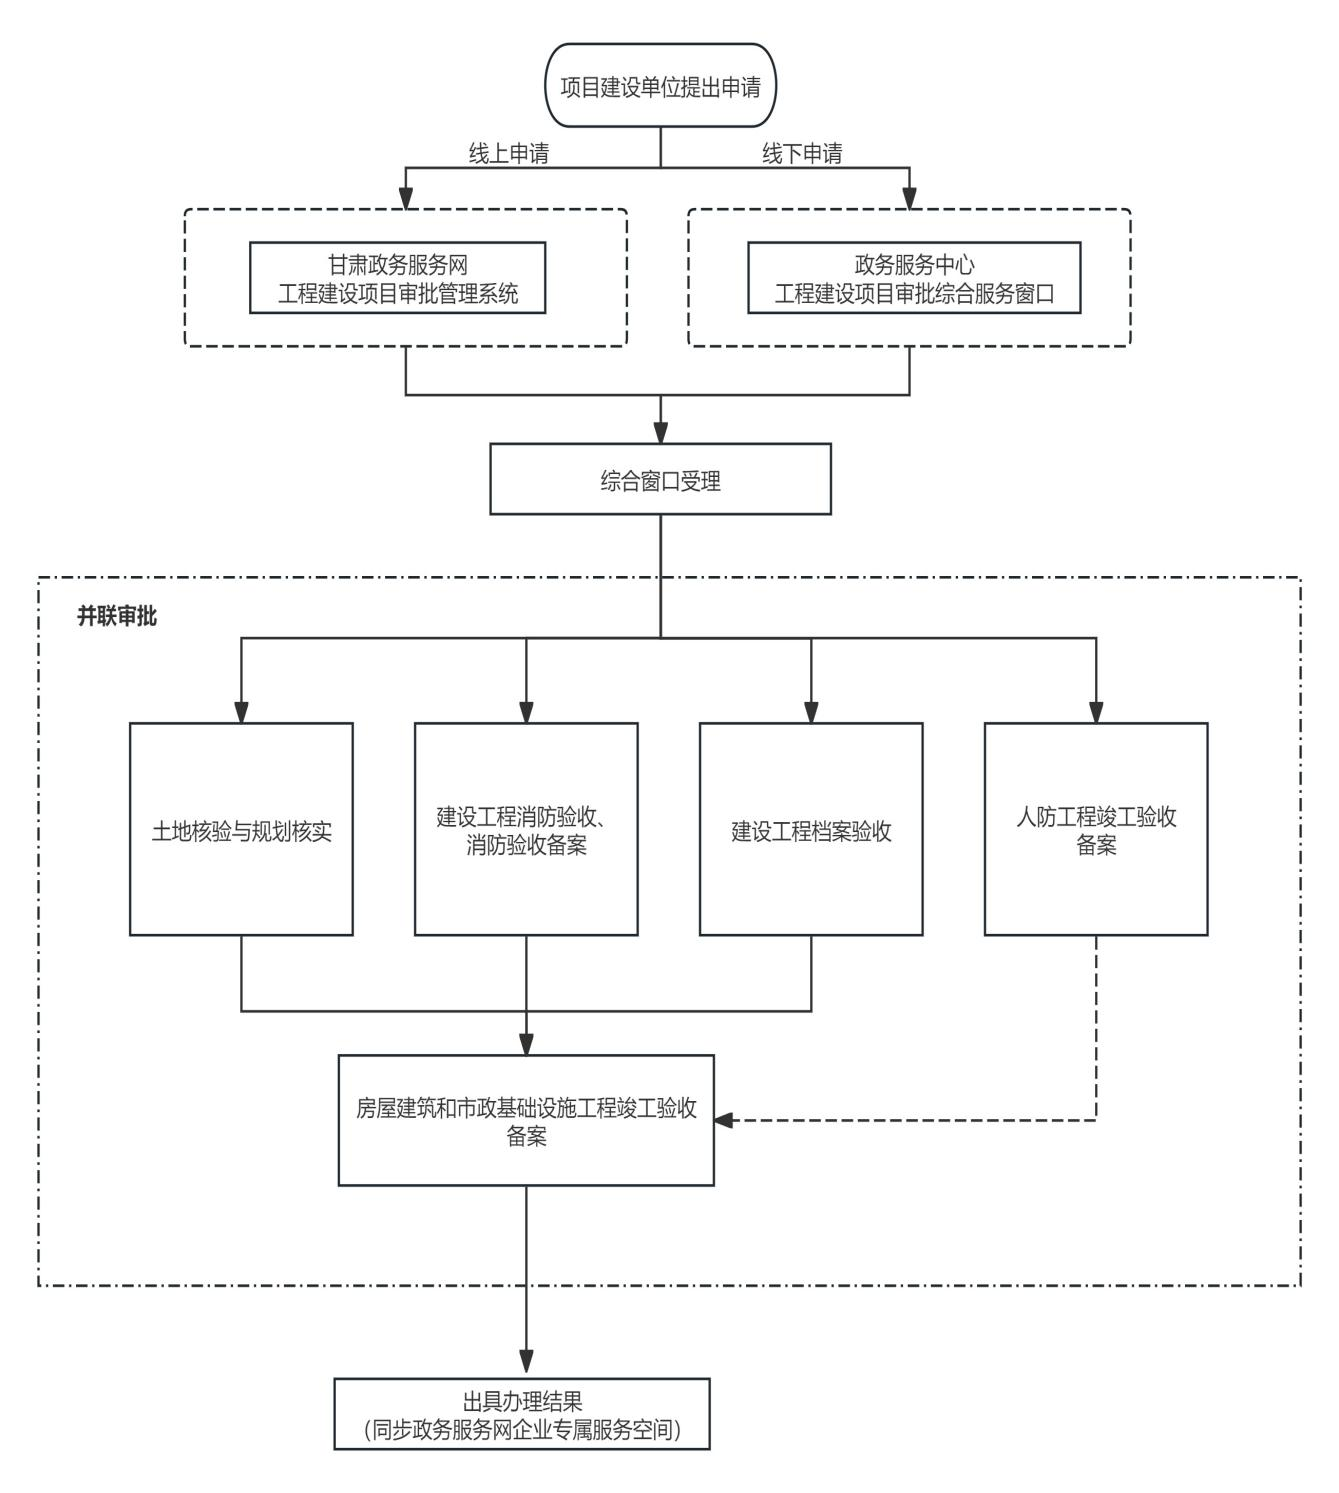 项目建设单位提出申请
线上申请
线下申请
甘肃政务服务网
工程建设项目审批管理系统
政务服务中心
工程建设项目审批综合服务窗口
综合窗口受理
并联审批
土地核验与规划核实
建设工程消防验收、
消防验收备案
建设工程档案验收
人防工程竣工验收
备案
房屋建筑和市政基础设施工程竣工验收
备案
出具办理结果
（同步政务服务网企业专属服务空间）